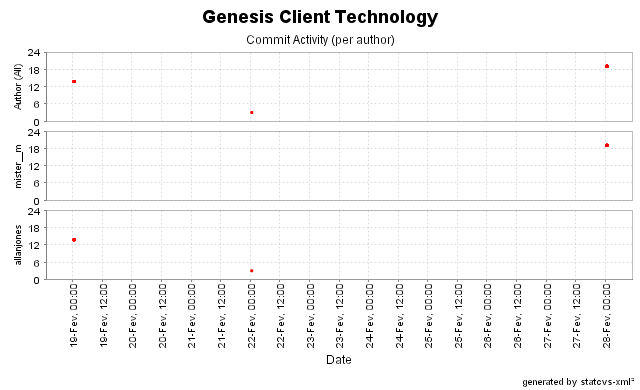 Genesis Client Technology
Commit Activity (per author)
Author (All)
24
18
12
6
0
mister__m
24
18
12
6
0
allanjones
24
18
12
6
0
19-Fev, 00:00
19-Fev, 12:00
20-Fev, 00:00
20-Fev, 12:00
21-Fev, 00:00
21-Fev, 12:00
22-Fev, 00:00
22-Fev, 12:00
23-Fev, 00:00
23-Fev, 12:00
24-Fev, 00:00
24-Fev, 12:00
25-Fev, 00:00
25-Fev, 12:00
26-Fev, 00:00
26-Fev, 12:00
27-Fev, 00:00
27-Fev, 12:00
28-Fev, 00:00
Date
generated by statcvs-xml²